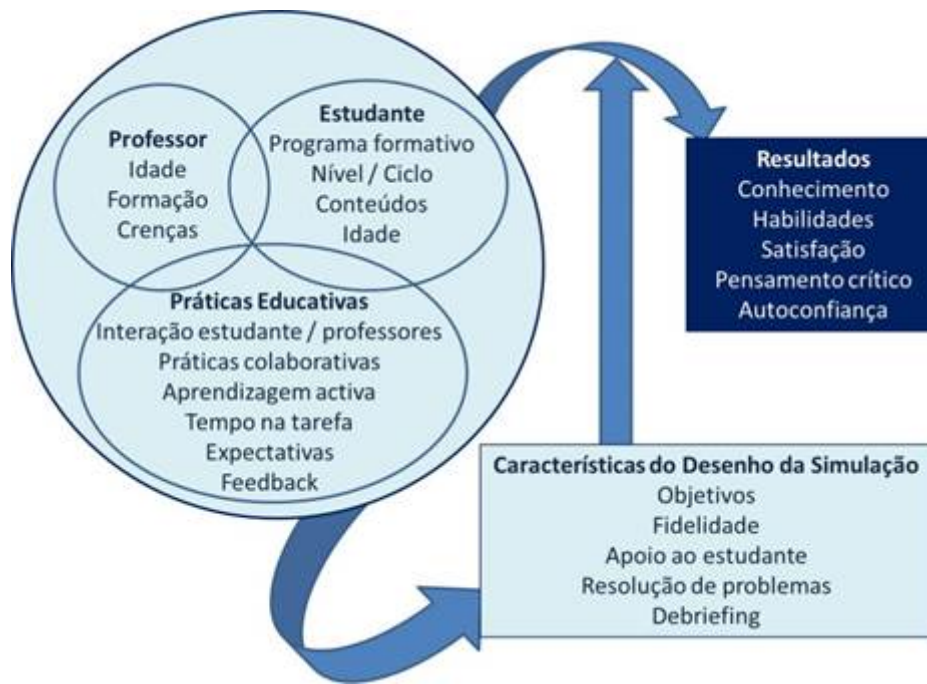 Professor
Idade
Formação
Crenças
Estudante
Programa formativo
Nível / Ciclo
Conteúdos
Idade
Práticas Educativas
Interação estudante / professores
Práticas colaborativas
Aprendizagem activa
Tempo na tarefa
Expectativas
Feedback
Resultados
Conhecimento
Habilidades
Satisfação
Pensamento crítico
Autoconfiança
Características do Desenho da Simulação
Objetivos
Fidelidade
Apoio ao estudante
Resolução de problemas
Debriefing